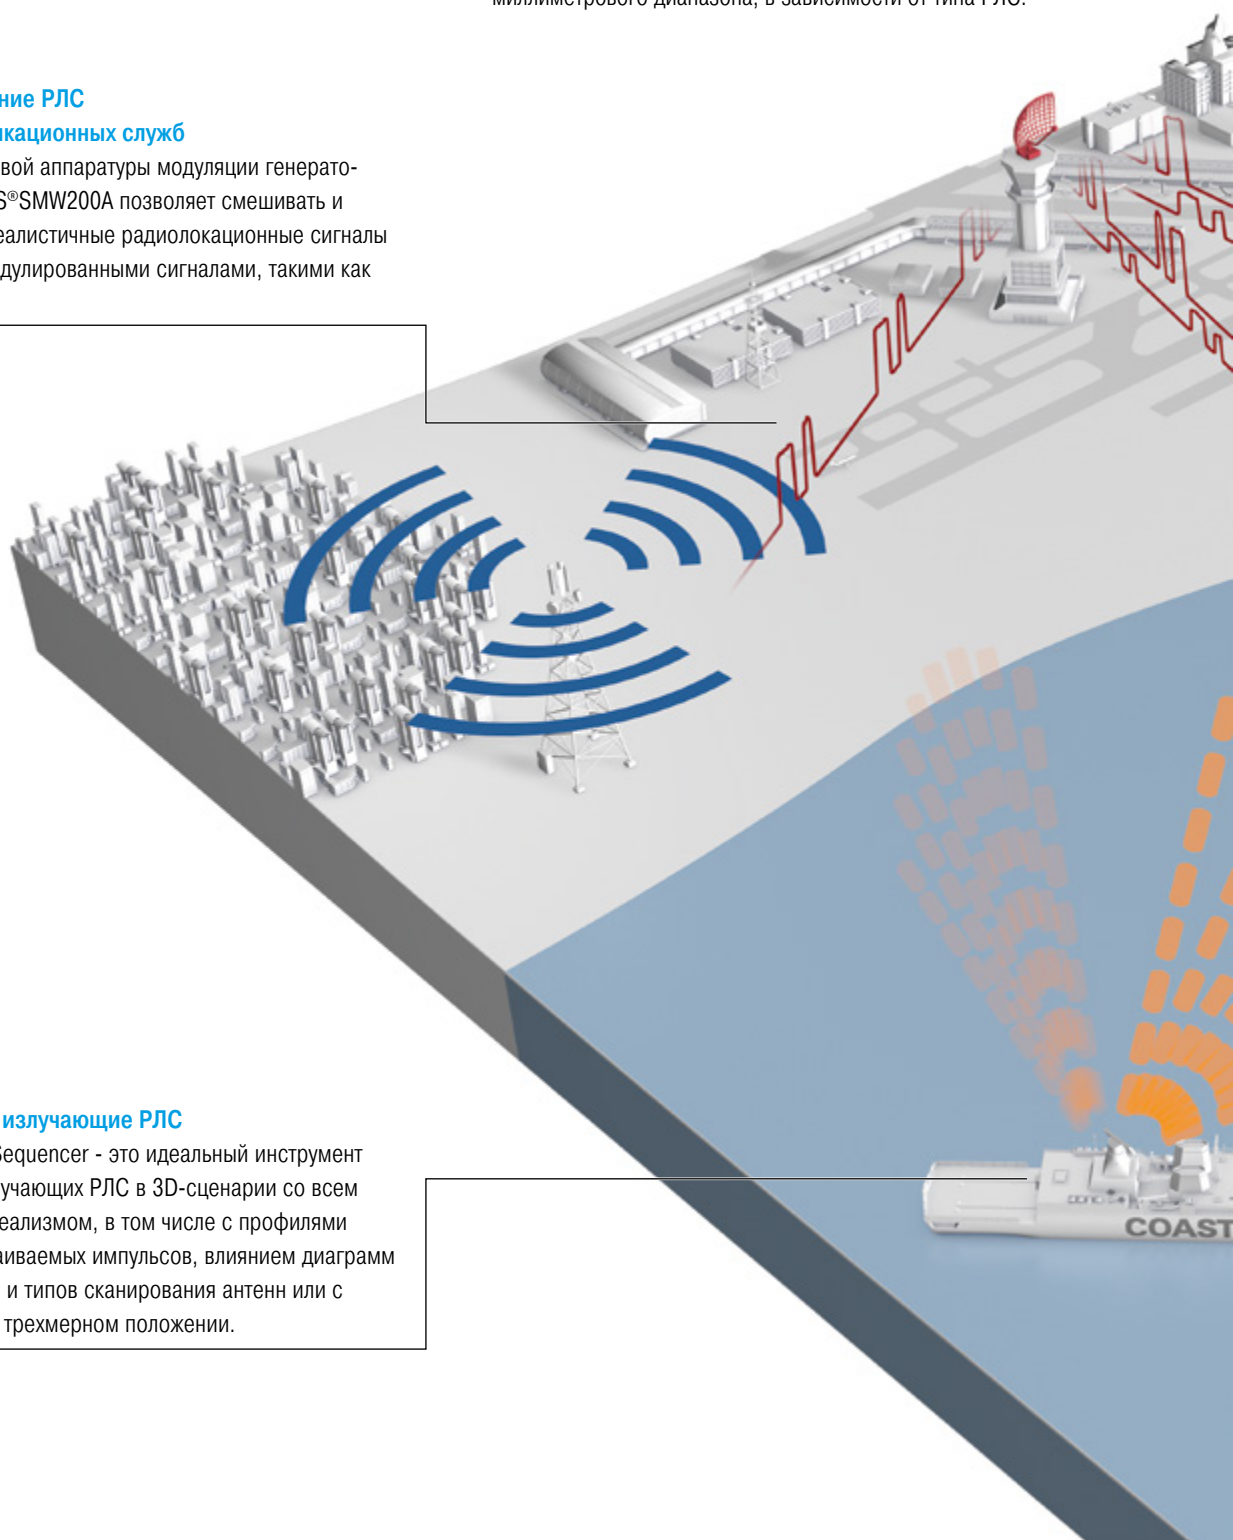 миллиметрового диапазона, в зависимости от типа РЛС.
ние РЛС
икационных служб
вой аппаратуры модуляции генерато-
S®SMW200A позволяет смешивать и
еалистичные радиолокационные сигналы
дулированными сигналами, такими как
излучающие РЛС
Sequencer - это идеальный инструмент
учающих РЛС в 3D-сценарии со всем
еализмом, в том числе с профилями
аиваемых импульсов, влиянием диаграмм
и типов сканирования антенн или с
трехмерном положении.
COAST